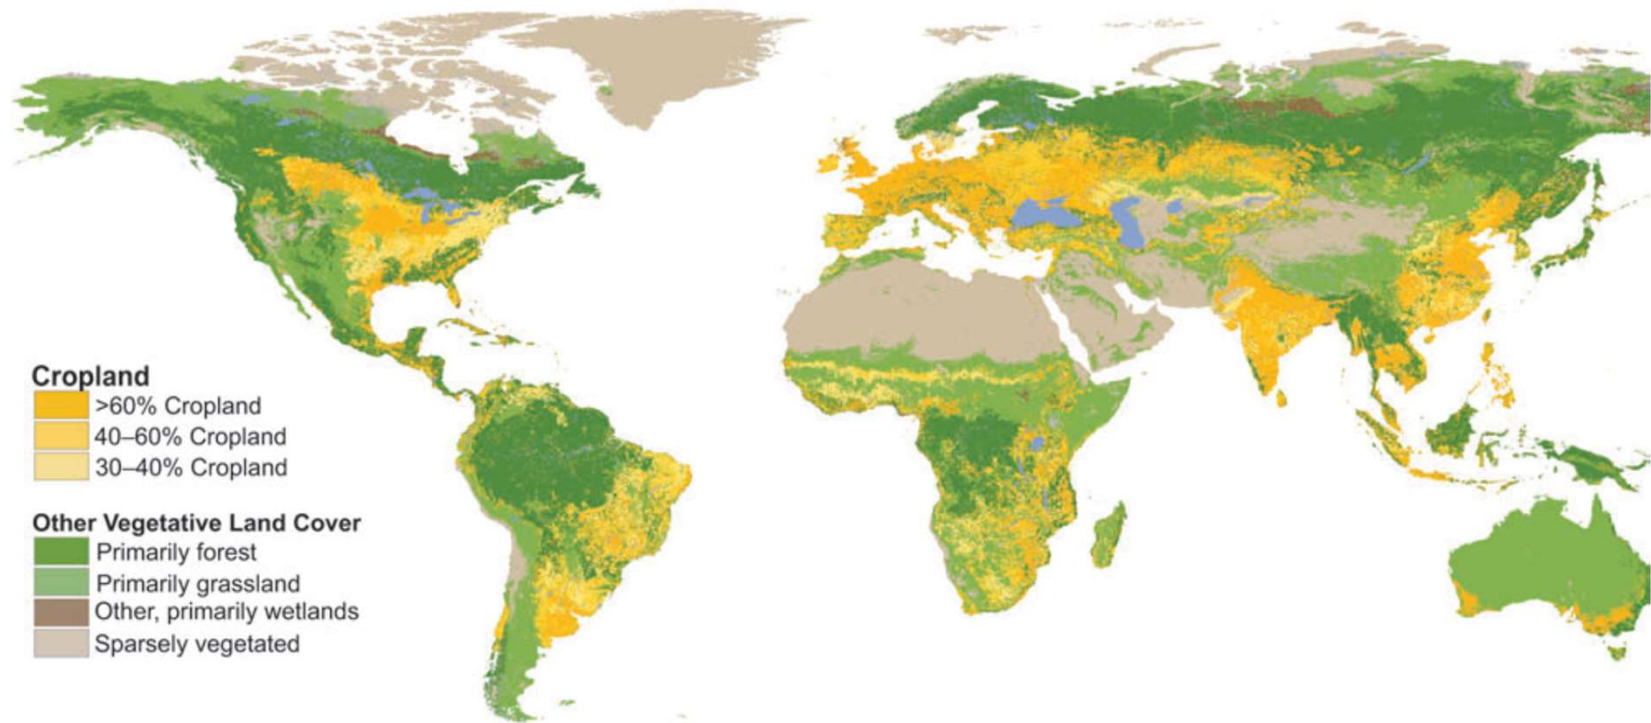 Cropland
>60% Cropland
40–60% Cropland
30–40% Cropland
Other Vegetative Land Cover
Primarily forest
Primarily grassland
Other, primarily wetlands
Sparsely vegetated